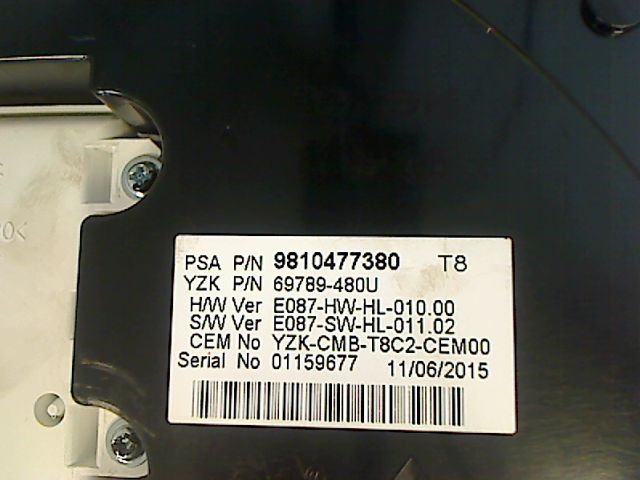 PSA P/N 9810477380 T8
YZK P/N 69789-480U
H/W Ver E087-HW-HL-010.00
S/W Ver E087-SW-HL-011.02
CEM No YZK-CMB-T8C2-CEM00
Serial No 01159677 11/06/2015